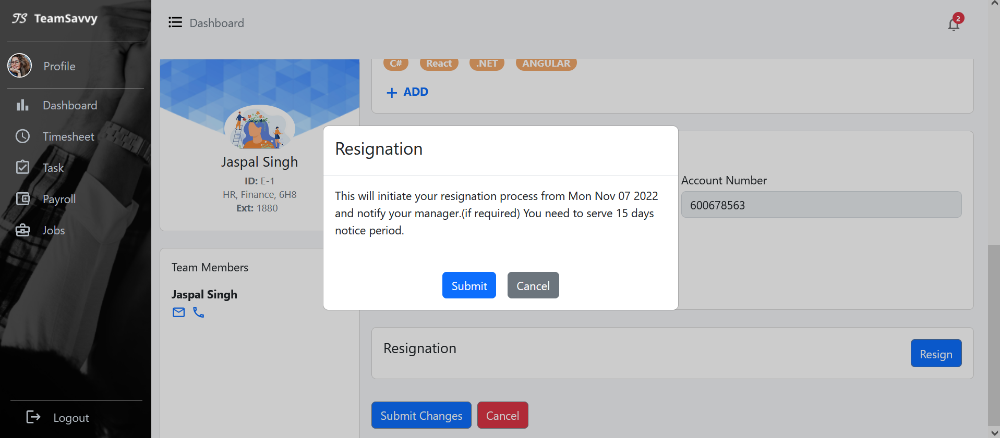 TS TeamSavvy
Profile
Dashboard
Timesheet
Task
Payroll
Jobs
Logout
Dashboard
2
Jaspal Singh
ID: E-1
HR, Finance, 6H8
Ext: 1880
Team Members
Jaspal Singh
C# React .NET ANGULAR
+ ADD
Account Number
600678563
Resignation
This will initiate your resignation process from Mon Nov 07 2022
and notify your manager.(if required) You need to serve 15 days
notice period.
Submit Cancel
Resignation
Resign
Submit Changes Cancel